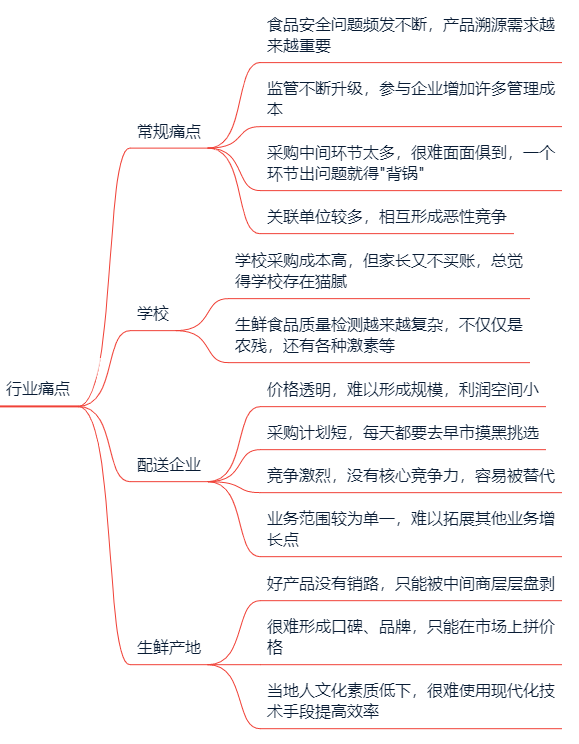 食品安全问题频发不断，产品溯源需求越
来越重要
监管不断升级，参与企业增加许多管理成
本
常规痛点
采购中间环节太多，很难面面俱到，一个
环节出问题就得"背锅"
关联单位较多，相互形成恶性竞争
学校采购成本高，但家长又不买账，总觉
得学校存在猫腻
学校
生鲜食品质量检测越来越复杂，不仅仅是
农残，还有各种激素等
行业痛点
价格透明，难以形成规模，利润空间小
采购计划短，每天都要去早市摸黑挑选
配送企业
竞争激烈，没有核心竞争力，容易被替代
业务范围较为单一，难以拓展其他业务增
长点
好产品没有销路，只能被中间商层层盘剥
很难形成口碑、品牌，只能在市场上拼价
格
生鲜产地
当地人文化素质低下，很难使用现代化技
术手段提高效率